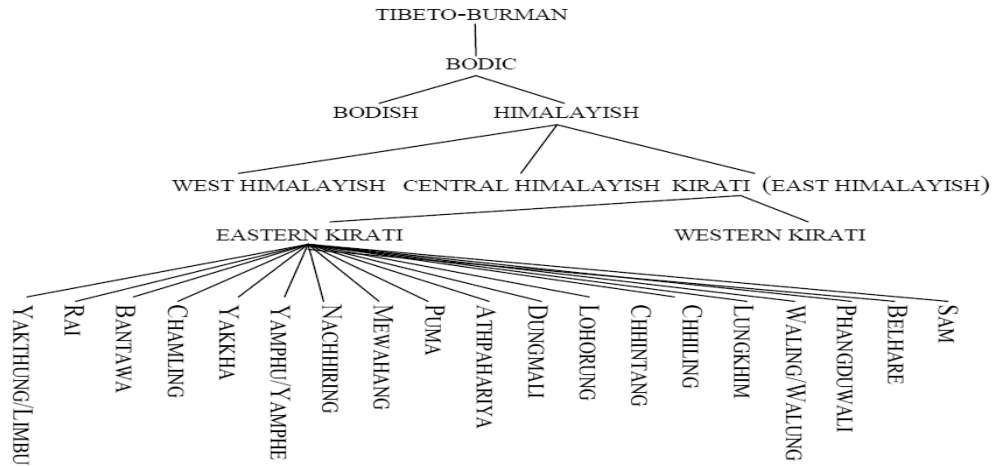 TIBETO-BURMAN
BODIC
BODISH HIMALAYISH
WEST HIMALAYISH CENTRAL HIMALAYISH KIRATI (EAST HIMALAYISH)
EASTERN KIRATI WESTERN KIRATI
YAKTHUNG/LIMBU
RAI
BANTAWA
CHAMLING
YAKKHA
YAMPHU/YAMPHE
NACHHIRING
MEWAHANG
PUMA
ATHPAHARIYA
DUNGMALI
LOHORUNG
CHHINTANG
CHHILING
LUNGKHIM
WALING/WALUNG
PHANGDUWALI
BELHARE
SAM